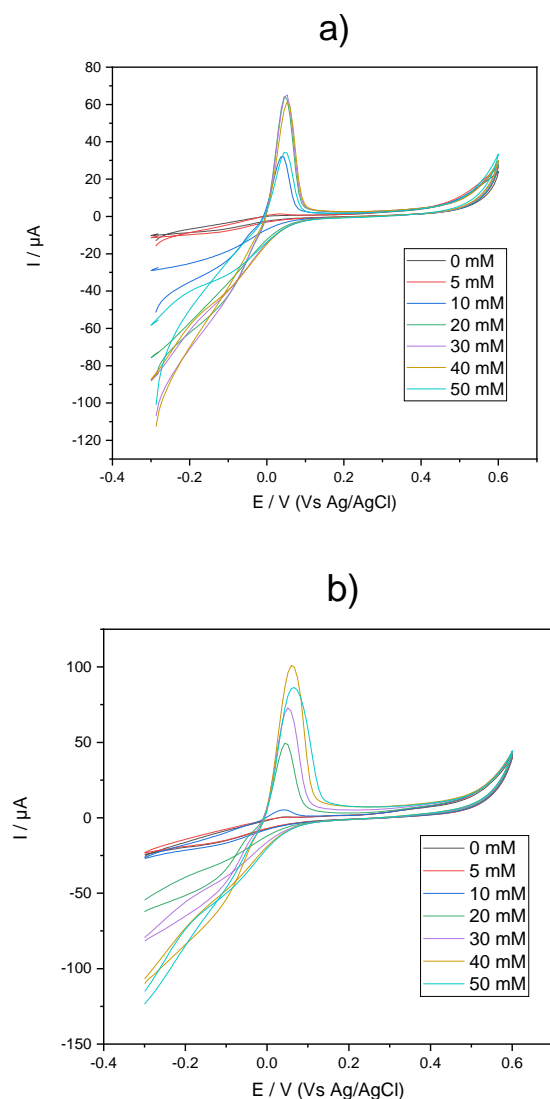 a)
80
60
40
20
0
-20
-40
-60
-80
-100
-120
I / µA
0 mM
5 mM
10 mM
20 mM
30 mM
40 mM
50 mM
-0.4
-0.2
0.0
0.2
0.4
0.6
E / V (Vs Ag/AgCl)
b)
100
50
0
-50
-100
-150
I / µA
0 mM
5 mM
10 mM
20 mM
30 mM
40 mM
50 mM
-0.4
-0.2
0.0
0.2
0.4
0.6
E / V (Vs Ag/AgCl)